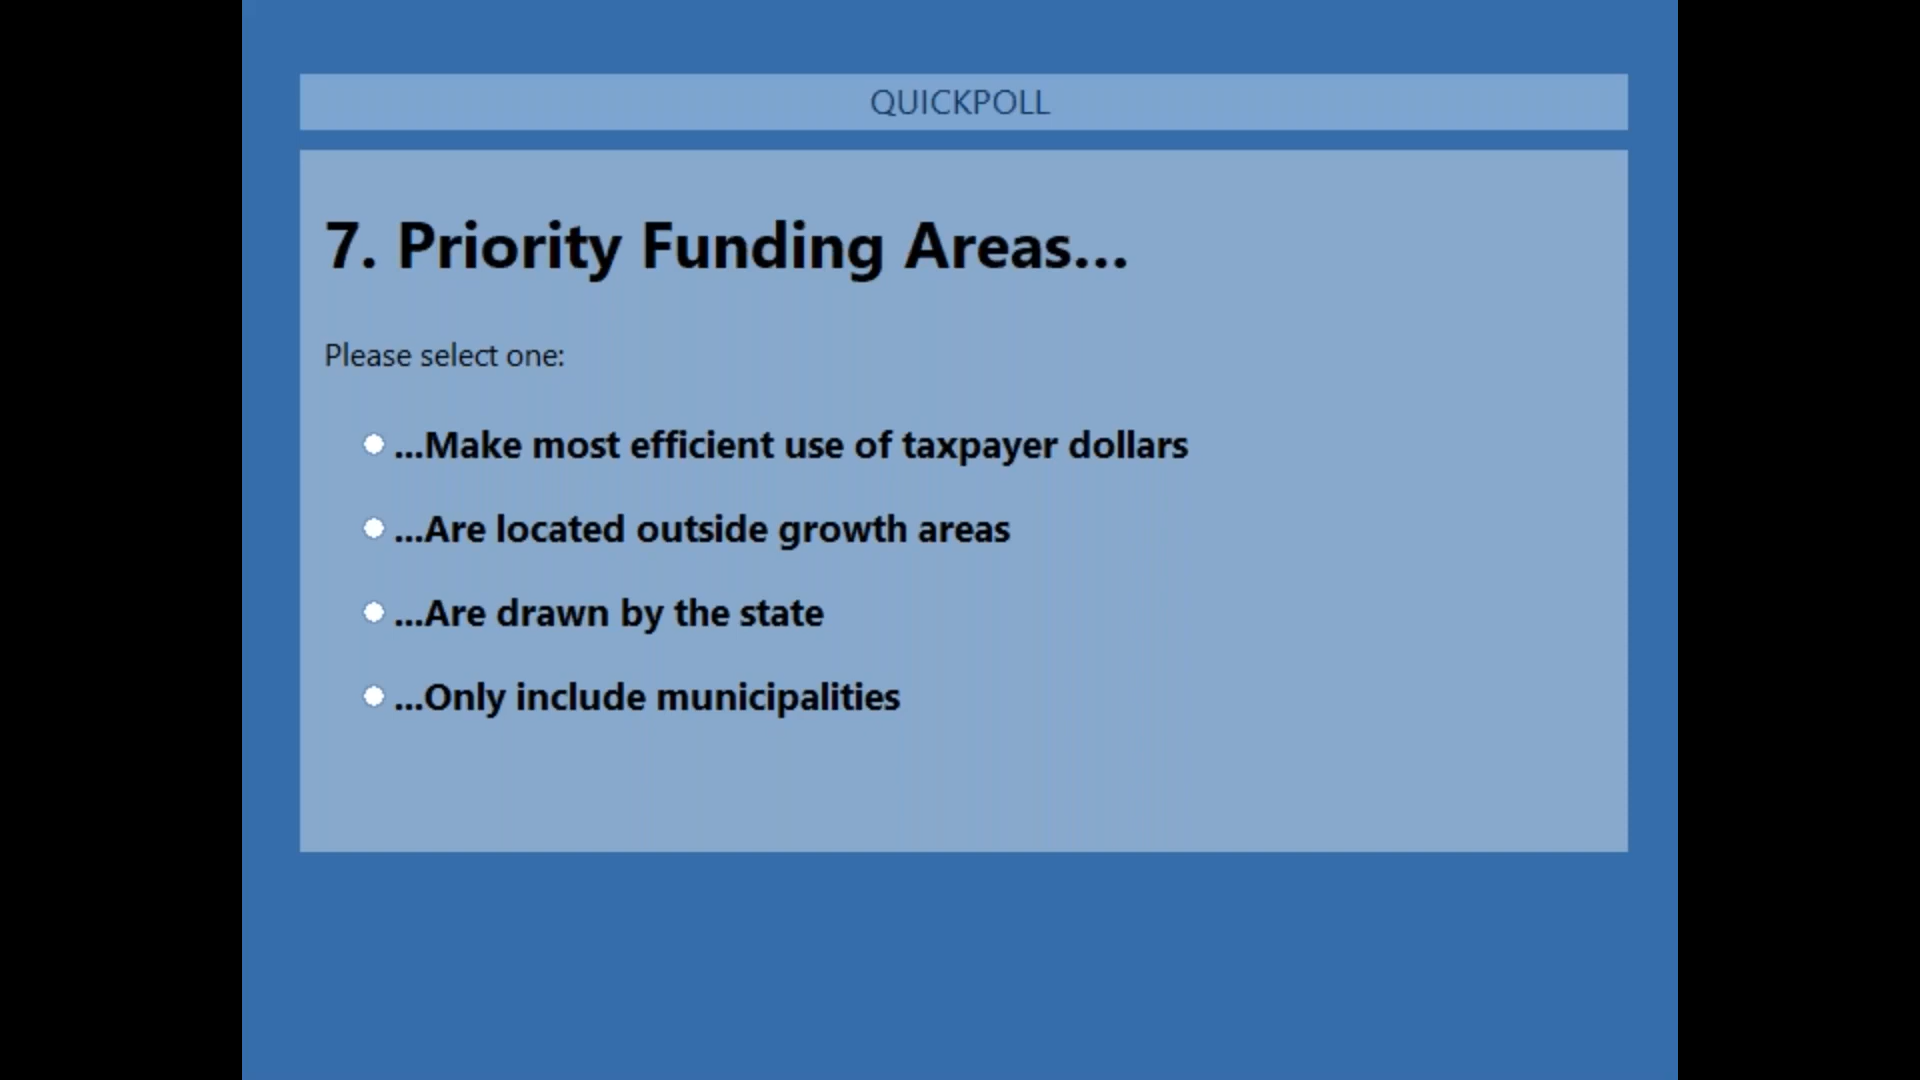 QUICKPOLL
7. Priority Funding Areas...
Please select one:
...Make most efficient use of taxpayer dollars
...Are located outside growth areas
...Are drawn by the state
...Only include municipalities